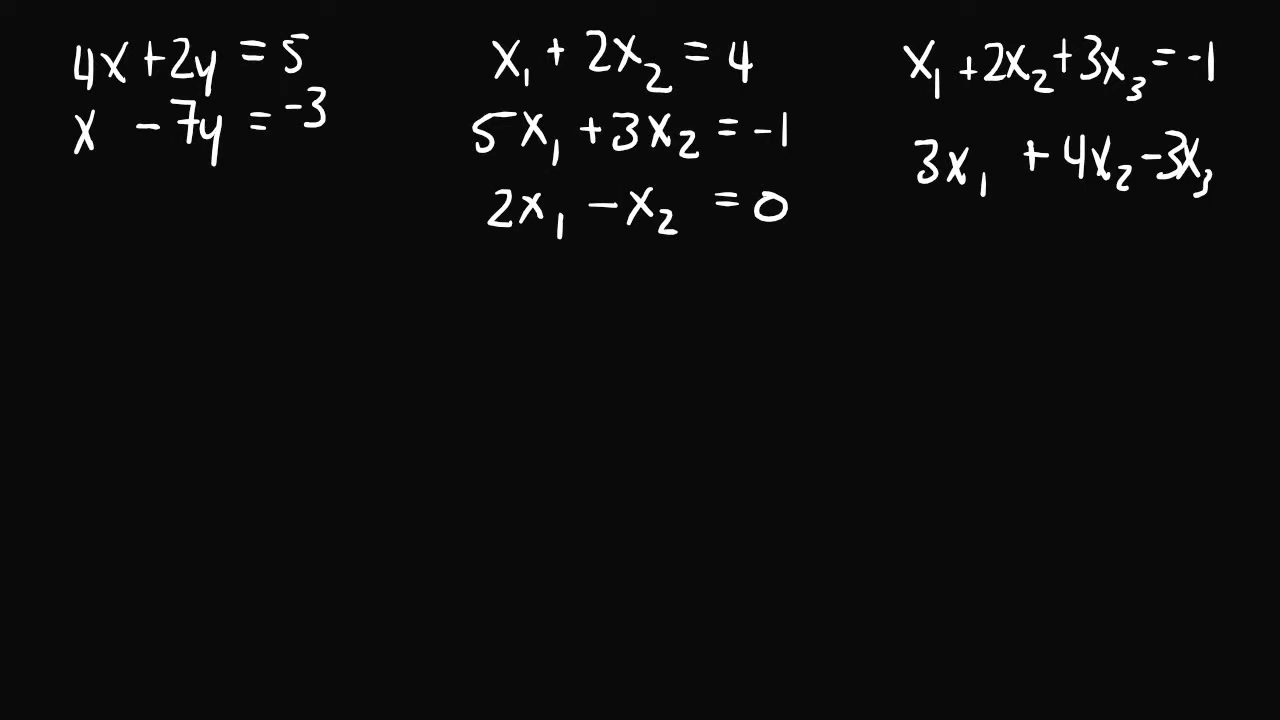 4x + 2y = 5
x - 7y = -3
x₁ + 2x₂ = 4
5x₁ + 3x₂ = -1
2x₁ - x₂ = 0
x₁ + 2x₂ + 3x₃ = -1
3x₁ + 4x₂ - 3x₃